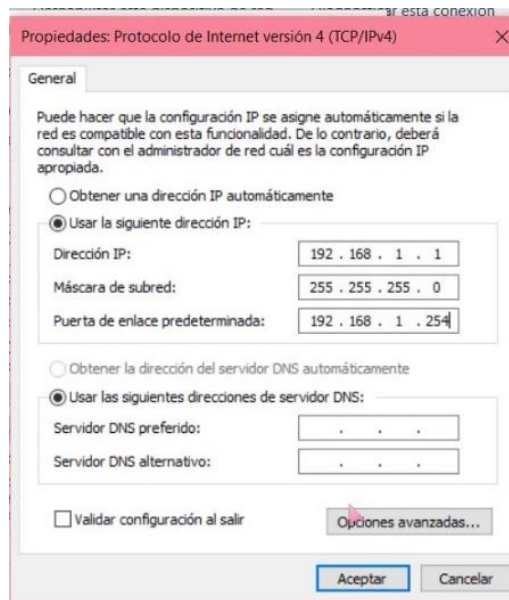 ar esta conexión
Propiedades: Protocolo de Internet versión 4 (TCP/IPv4)
General
Puede hacer que la configuración IP se asigne automáticamente si la
red es compatible con esta funcionalidad. De lo contrario, deberá
consultar con el administrador de red cuál es la configuración IP
apropiada.
Obtener una dirección IP automáticamente
Usar la siguiente dirección IP:
Dirección IP: 192 . 168 . 1 . 1
Máscara de subred: 255 . 255 . 255 . 0
Puerta de enlace predeterminada: 192 . 168 . 1 . 254
Obtener la dirección del servidor DNS automáticamente
Usar las siguientes direcciones de servidor DNS:
Servidor DNS preferido: . . .
Servidor DNS alternativo: . . .
Validar configuración al salir Opciones avanzadas...
Aceptar Cancelar